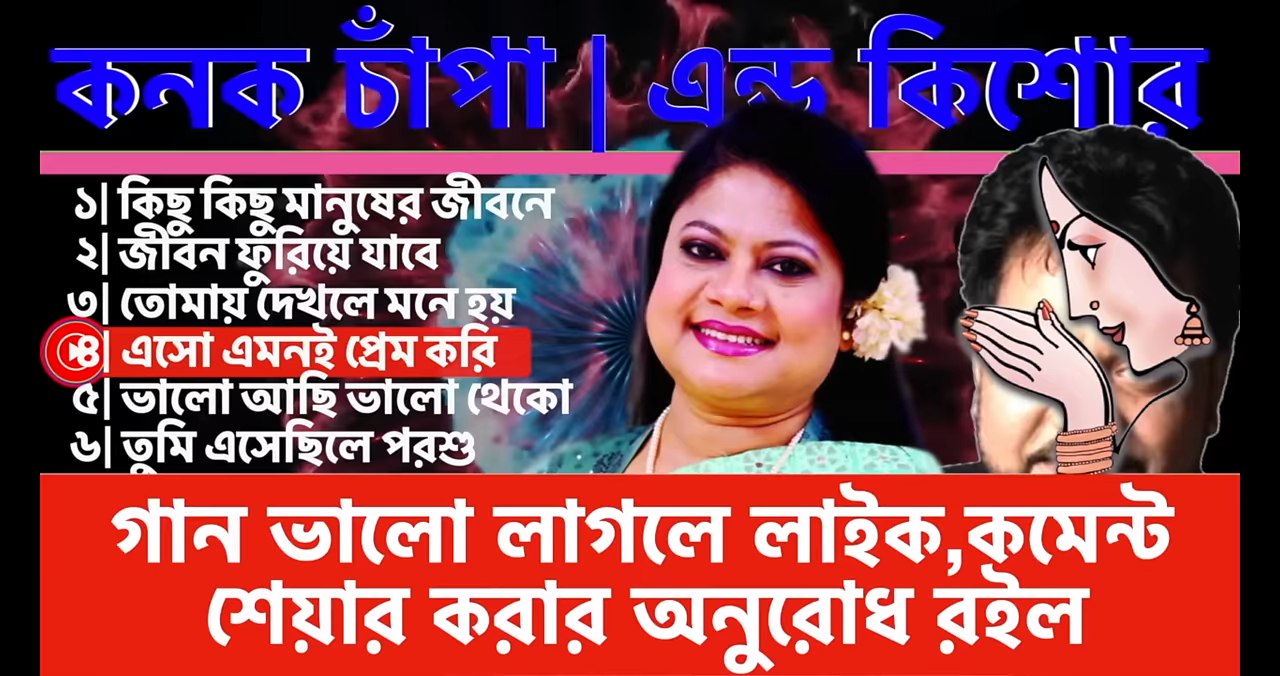 কনক চাঁপা | এন্ড কিশোর
১| কিছু কিছু মানুষের জীবনে
২| জীবন ফুরিয়ে যাবে
৩| তোমায় দেখলে মনে হয়
৪| এসো এমনই প্রেম করি
৫| ভালো আছি ভালো থেকো
৬| তুমি এসেছিলে পরশু
গান ভালো লাগলে লাইক,কমেন্ট
শেয়ার করার অনুরোধ রইল